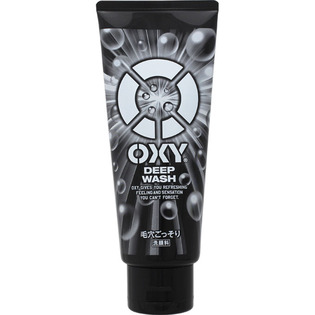 OXY
DEEP
WASH
OXY GIVES YOU REFRESHING
FEELING AND SENSATION
YOU CAN'T FORGET.
毛穴ごっそり
洗顔料